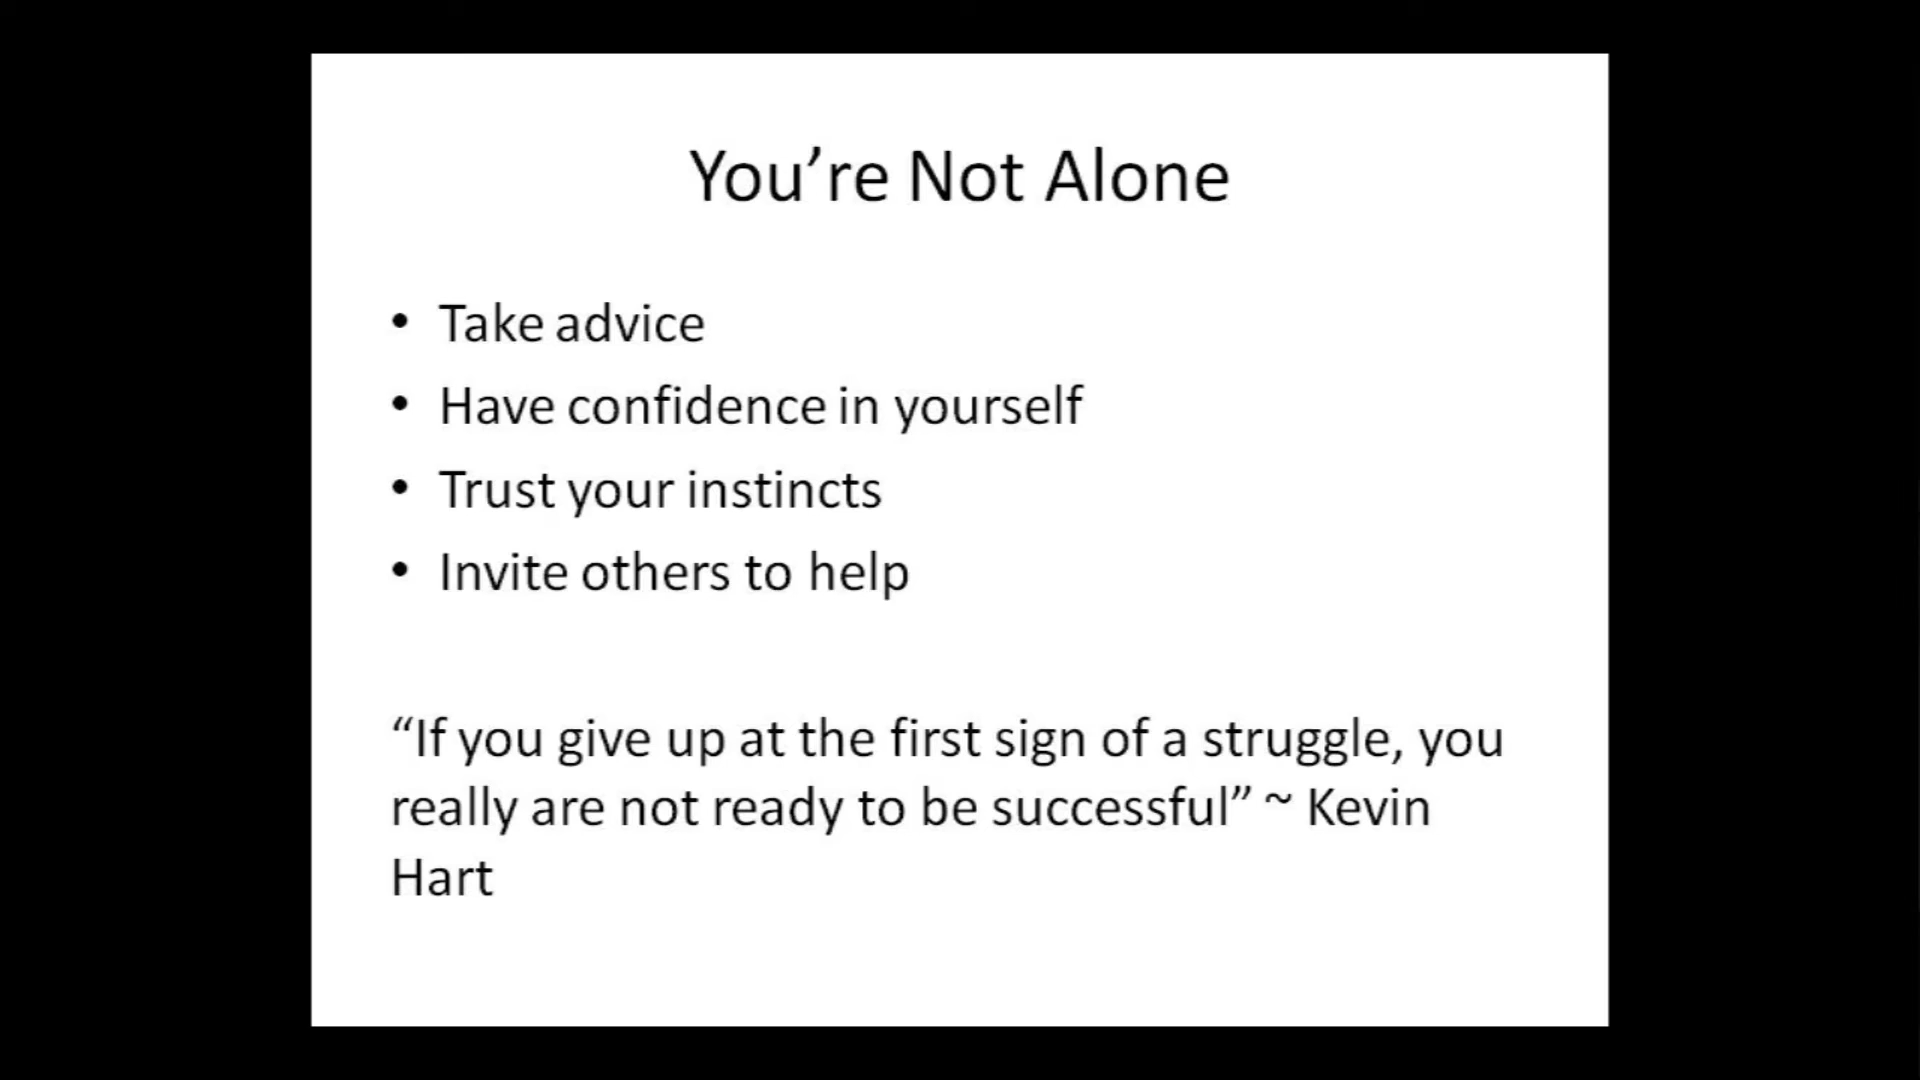 You’re Not Alone
• Take advice
• Have confidence in yourself
• Trust your instincts
• Invite others to help
“If you give up at the first sign of a struggle, you
really are not ready to be successful” ~ Kevin
Hart